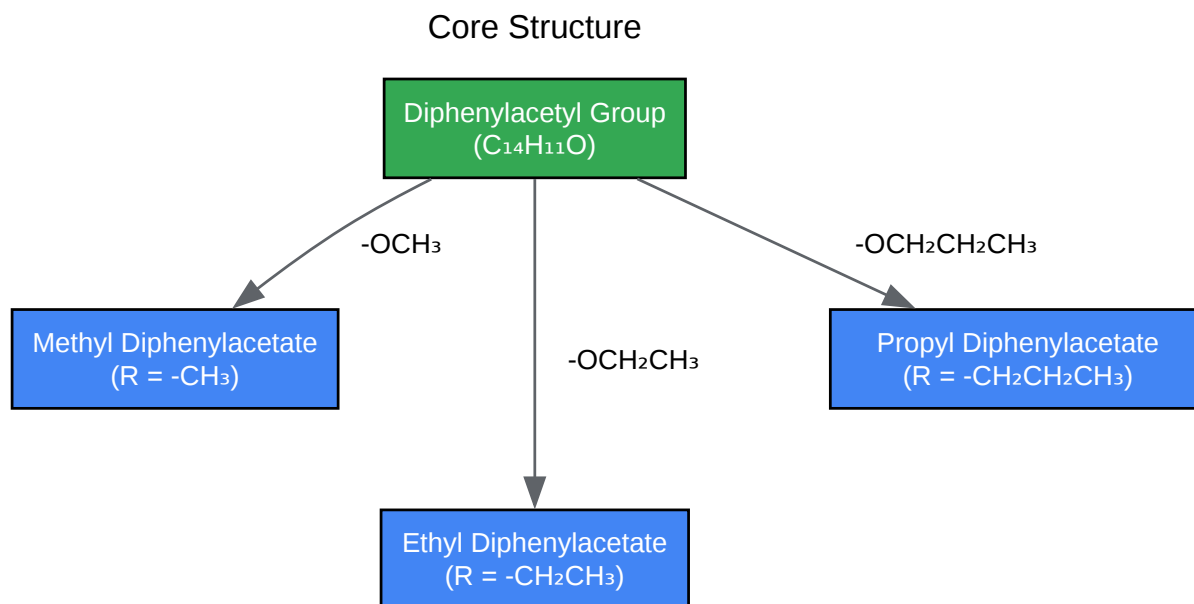 Core Structure
Diphenylacetyl Group
(C₁₄H₁₁O)
-OCH₃
-OCH₂CH₂CH₃
Methyl Diphenylacetate
(R = -CH₃)
Propyl Diphenylacetate
(R = -CH₂CH₂CH₃)
-OCH₂CH₃
Ethyl Diphenylacetate
(R = -CH₂CH₃)